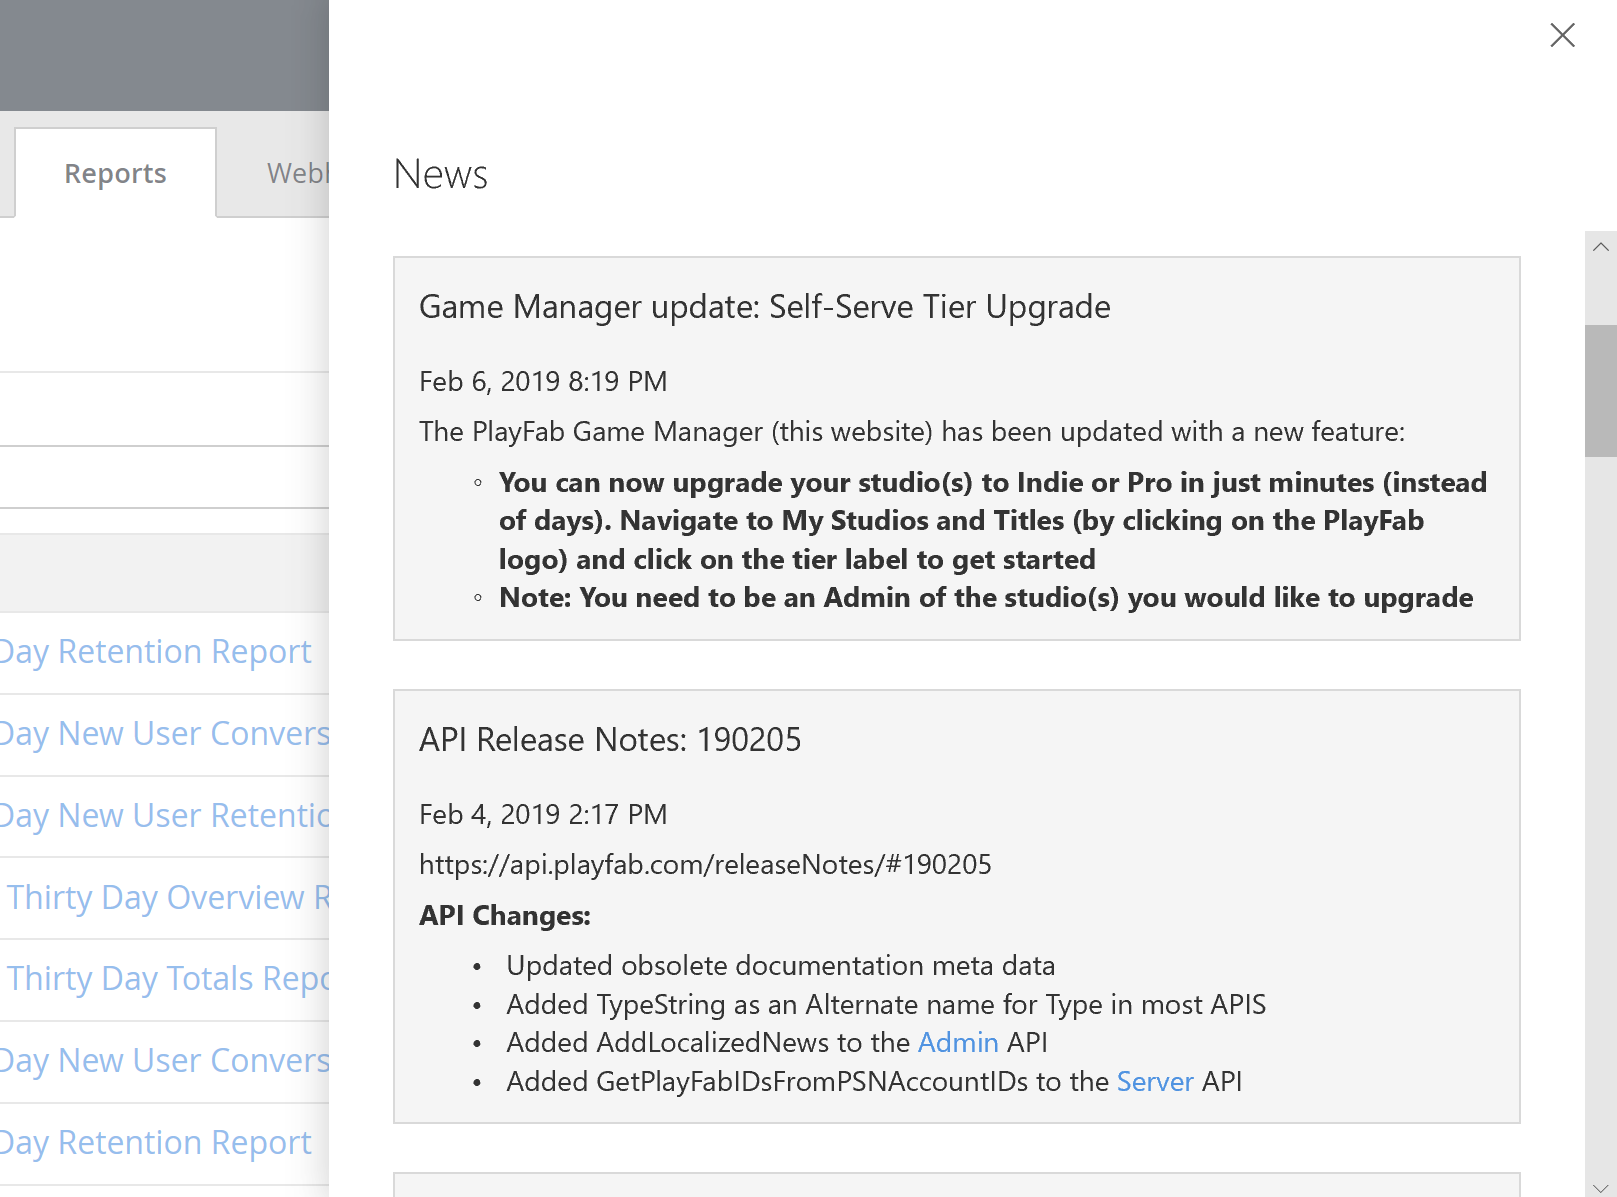 Reports
News
Game Manager update: Self-Serve Tier Upgrade
Feb 6, 2019 8:19 PM
The PlayFab Game Manager (this website) has been updated with a new feature:
◦ You can now upgrade your studio(s) to Indie or Pro in just minutes (instead
of days). Navigate to My Studios and Titles (by clicking on the PlayFab
logo) and click on the tier label to get started
◦ Note: You need to be an Admin of the studio(s) you would like to upgrade
API Release Notes: 190205
Feb 4, 2019 2:17 PM
https://api.playfab.com/releaseNotes/#190205
API Changes:
• Updated obsolete documentation meta data
• Added TypeString as an Alternate name for Type in most APIS
• Added AddLocalizedNews to the Admin API
• Added GetPlayFabIDsFromPSNAccountIDs to the Server API
Day Retention Report
Day New User
Day New User
Thirty Day Overview
Thirty Day Totals
Day New User
Day Retention Report